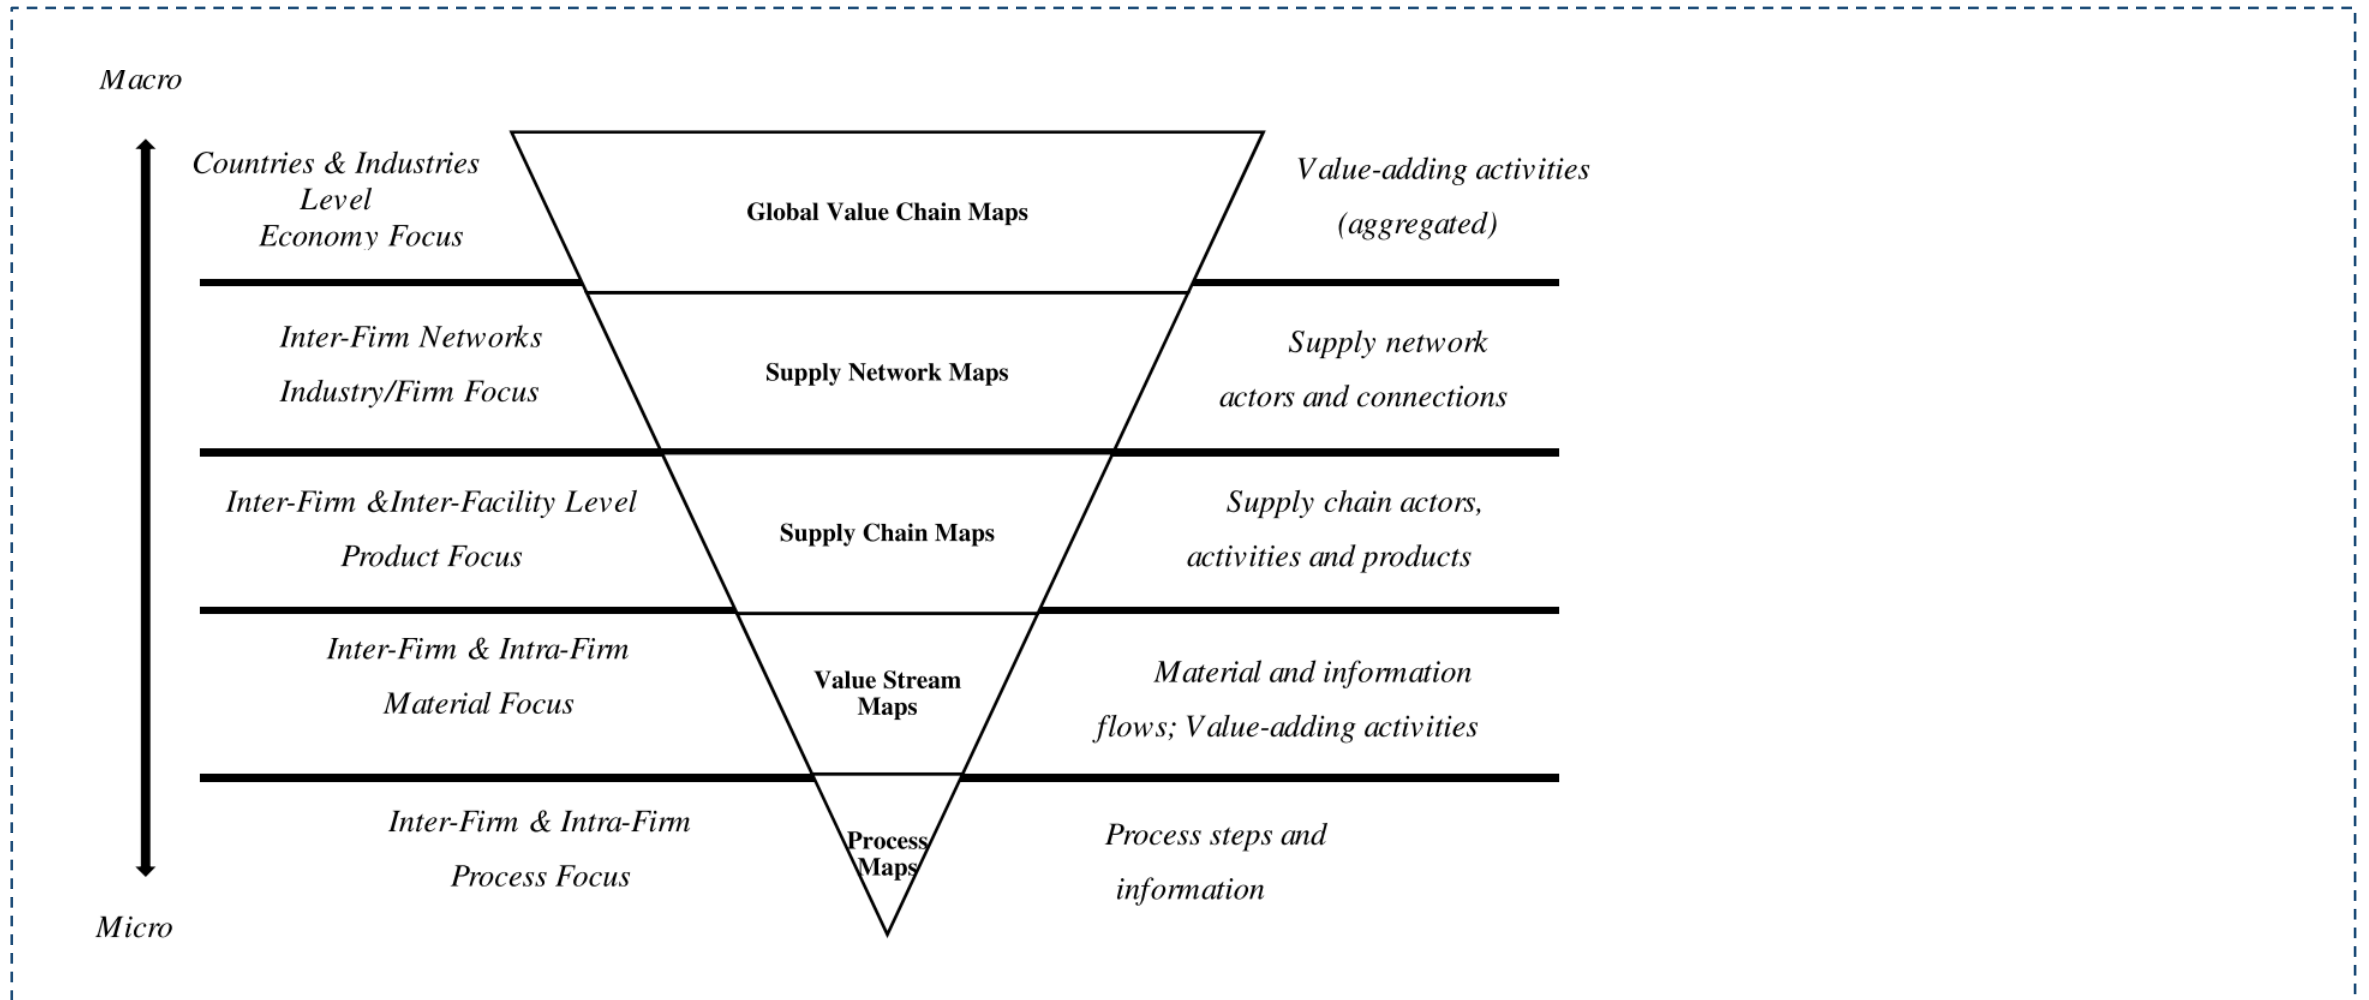 Macro
Countries & Industries
Level
Economy Focus
Global Value Chain Maps
Value-adding activities
(aggregated)
Inter-Firm Networks
Industry/Firm Focus
Supply Network Maps
Supply network
actors and connections
Inter-Firm &Inter-Facility Level
Product Focus
Supply Chain Maps
Supply chain actors,
activities and products
Inter-Firm & Intra-Firm
Material Focus
Value Stream
Maps
Material and information
flows; Value-adding activities
Inter-Firm & Intra-Firm
Process Focus
Process
Maps
Process steps and
information
Micro